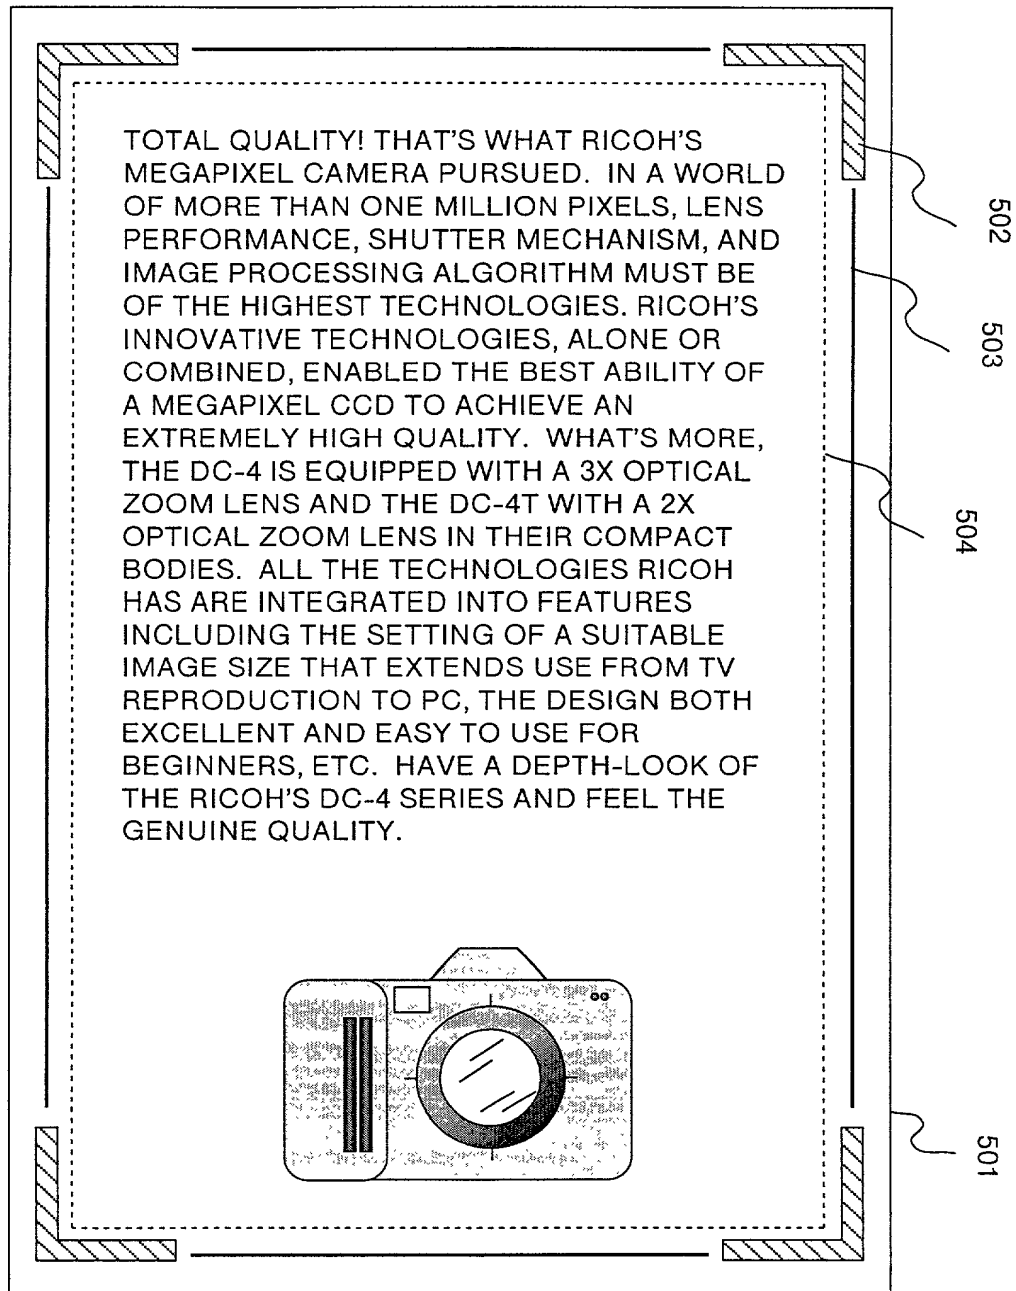 TOTAL QUALITY! THAT'S WHAT RICOH'S
MEGAPIXEL CAMERA PURSUED. IN A WORLD
OF MORE THAN ONE MILLION PIXELS, LENS
PERFORMANCE, SHUTTER MECHANISM, AND
IMAGE PROCESSING ALGORITHM MUST BE
OF THE HIGHEST TECHNOLOGIES. RICOH'S
INNOVATIVE TECHNOLOGIES, ALONE OR
COMBINED, ENABLED THE BEST ABILITY OF
A MEGAPIXEL CCD TO ACHIEVE AN
EXTREMELY HIGH QUALITY. WHAT'S MORE,
THE DC-4 IS EQUIPPED WITH A 3X OPTICAL
ZOOM LENS AND THE DC-4T WITH A 2X
OPTICAL ZOOM LENS IN THEIR COMPACT
BODIES. ALL THE TECHNOLOGIES RICOH
HAS ARE INTEGRATED INTO FEATURES
INCLUDING THE SETTING OF A SUITABLE
IMAGE SIZE THAT EXTENDS USE FROM TV
REPRODUCTION TO PC, THE DESIGN BOTH
EXCELLENT AND EASY TO USE FOR
BEGINNERS, ETC. HAVE A DEPTH-LOOK OF
THE RICOH'S DC-4 SERIES AND FEEL THE
GENUINE QUALITY.
502
503
504
501